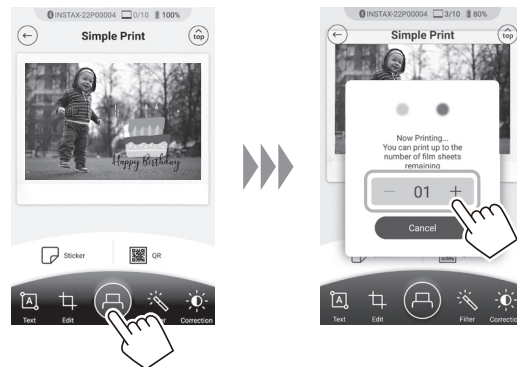 INSTAX-22P00004 0/10 100%
Simple Print
top
Happy Birthday
Sticker
QR
Text
Edit
Correction
INSTAX-22P00004 3/10 80%
Simple Print
top
Now Printing...
You can print up to the
number of film sheets
remaining
01
Cancel
Text
Edit
Filter